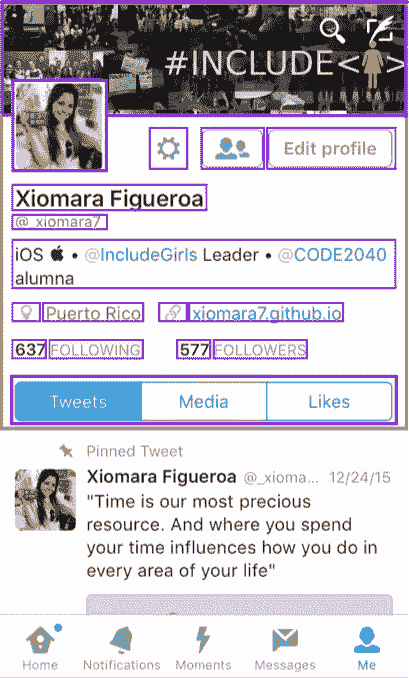 #INCLUDE< >
Edit profile
Xiomara Figueroa
@_xiomara7
iOS  • @IncludeGirls Leader • @CODE2040
alumna
Puerto Rico xiomara7.github.io
637 FOLLOWING 577 FOLLOWERS
Tweets Media Likes
Pinned Tweet
Xiomara Figueroa @_xioma... 12/24/15
"Time is our most precious
resource. And where you spend
your time influences how you do in
every area of your life"
Home Notifications Moments Messages Me